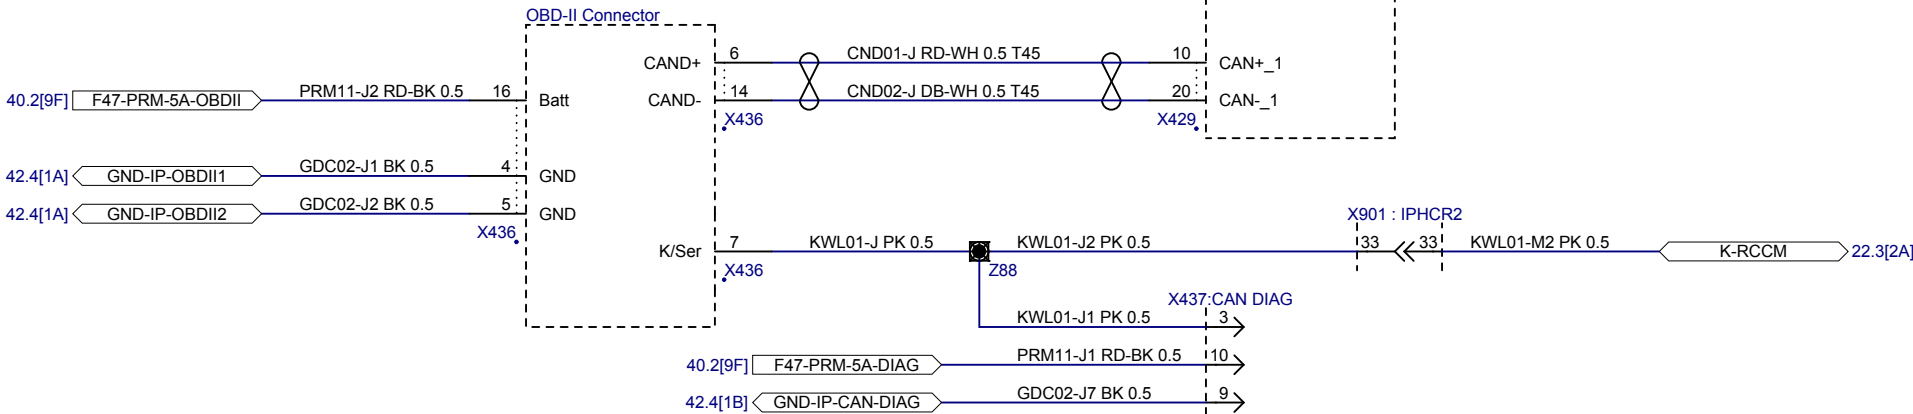 OBD-II Connector
CAND+ 6 CND01-J RD-WH 0.5 T45 10 CAN+_1
40.2[9F] F47-PRM-5A-OBDII PRM11-J2 RD-BK 0.5 16 Batt CAND- 14 CND02-J DB-WH 0.5 T45 20 CAN-_1
X436 X429
42.4[1A] GND-IP-OBDII1 GDC02-J1 BK 0.5 4 GND
42.4[1A] GND-IP-OBDII2 GDC02-J2 BK 0.5 5 GND X901 : IPHCR2
X436
K/Ser 7 KWL01-J PK 0.5 KWL01-J2 PK 0.5 33 33 KWL01-M2 PK 0.5 K-RCCM 22.3[2A]
X436 Z88
X437:CAN DIAG
KWL01-J1 PK 0.5 3
40.2[9F] F47-PRM-5A-DIAG PRM11-J1 RD-BK 0.5 10
42.4[1B] GND-IP-CAN-DIAG GDC02-J7 BK 0.5 9